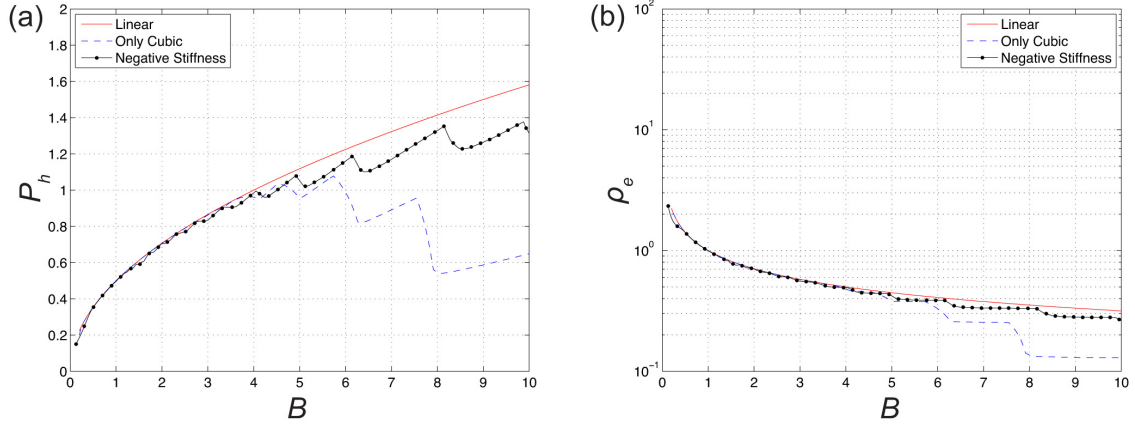 (a)
P_h
2
1.8
1.6
1.4
1.2
1
0.8
0.6
0.4
0.2
0
Linear
Only Cubic
Negative Stiffness
0 1 2 3 4 5 6 7 8 9 10
B
(b)
ρ_e
10^2
10^1
10^0
10^-1
Linear
Only Cubic
Negative Stiffness
0 1 2 3 4 5 6 7 8 9 10
B